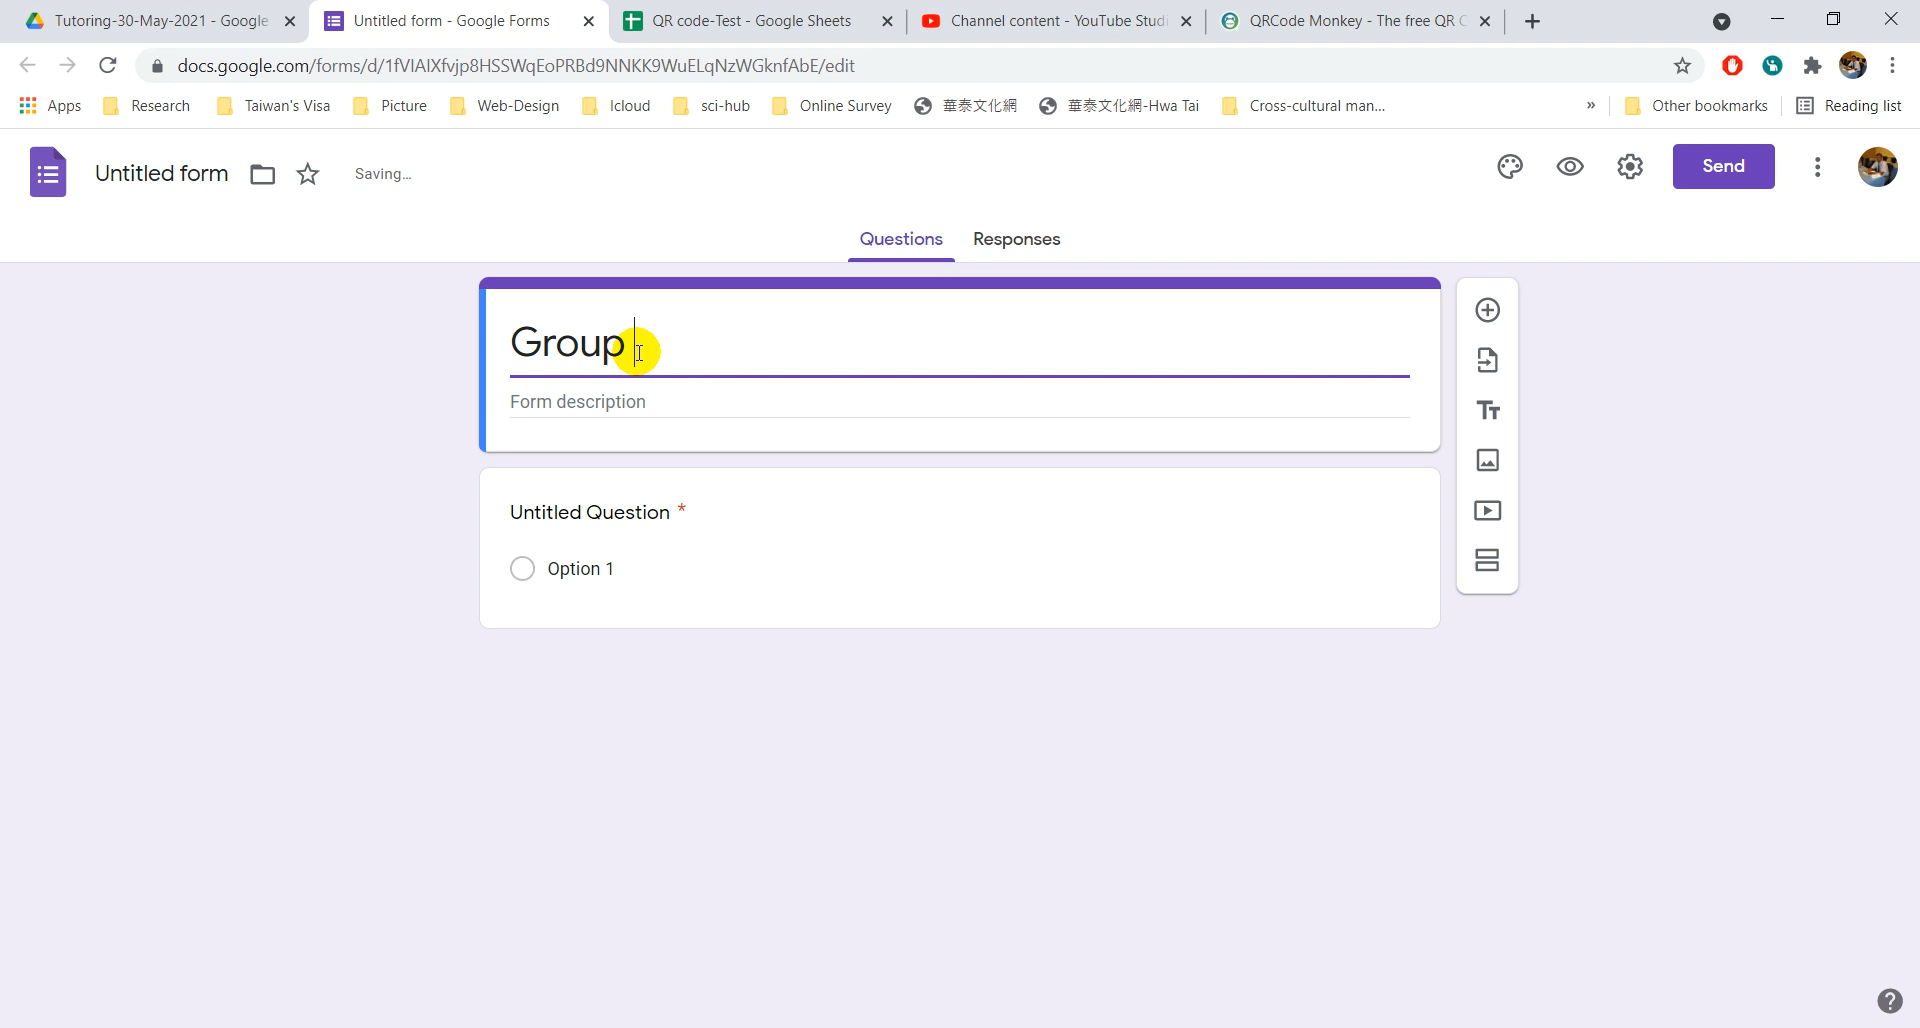 Tutoring-30-May-2021 - Google
Untitled form - Google Forms
QR code-Test - Google Sheets
Channel content - YouTube Studi
QRCode Monkey - The free QR C
docs.google.com/forms/d/1fVIAIXfvjp8HSSWqEoPRBd9NNKK9WuELqNzWGknfAbE/edit
Apps
Research
Taiwan's Visa
Picture
Web-Design
Icloud
sci-hub
Online Survey
華泰文化網
華泰文化網-Hwa Tai
Cross-cultural man...
»
Other bookmarks
Reading list
Untitled form
Saving...
Send
Questions
Responses
Group
Form description
Untitled Question *
Option 1